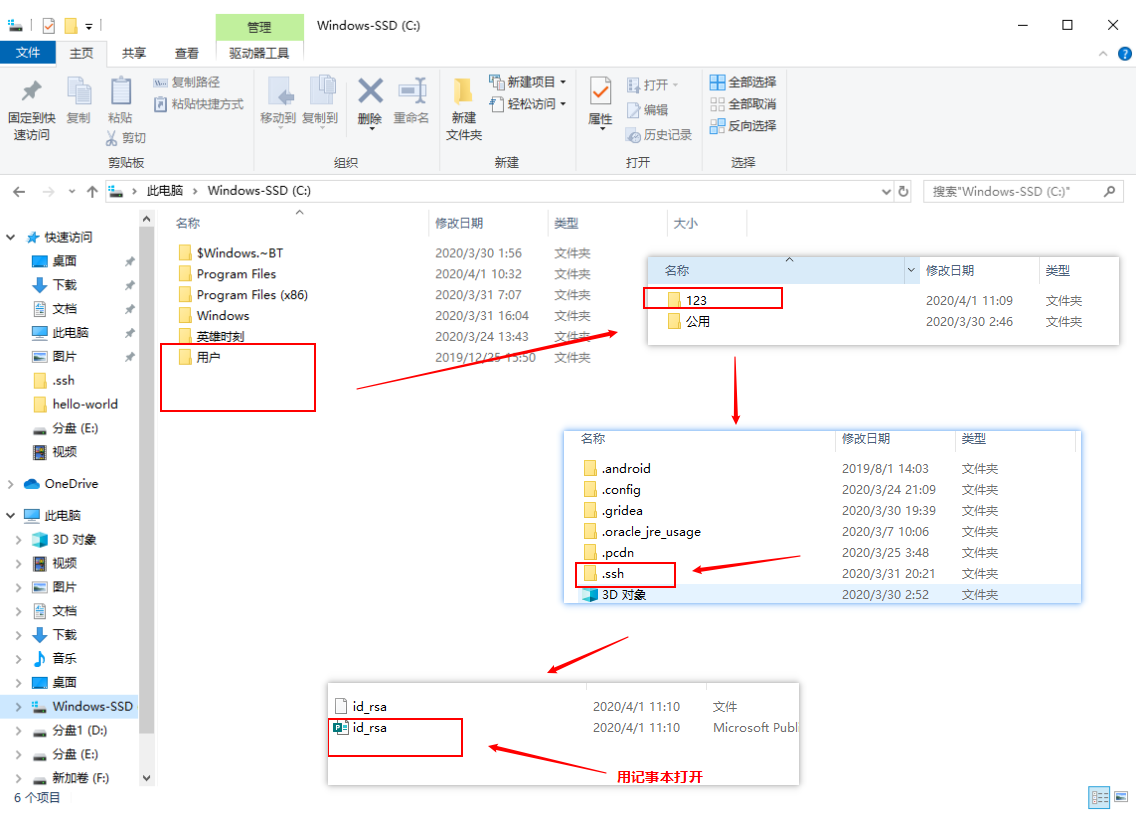 管理
Windows-SSD (C:)
文件 主页 共享 查看 驱动器工具
固定到快速访问
复制
粘贴
复制路径
粘贴快捷方式
剪切
剪贴板
移动到
复制到
删除
重命名
组织
新建
文件夹
新建项目
轻松访问
新建
属性
打开
编辑
历史记录
打开
全部选择
全部取消
反向选择
选择
此电脑 > Windows-SSD (C:)
搜索"Windows-SSD (C:)"
快速访问
桌面
下载
文档
此电脑
图片
.ssh
hello-world
分盘 (E:)
视频
OneDrive
此电脑
3D 对象
视频
图片
文档
下载
音乐
桌面
Windows-SSD
分盘1 (D:)
分盘 (E:)
新加卷 (F:)
6 个项目
名称 修改日期 类型 大小
$Windows.~BT 2020/3/30 1:56 文件夹
Program Files 2020/4/1 10:32 文件夹
Program Files (x86) 2020/3/31 7:07 文件夹
Windows 2020/3/31 16:04 文件夹
英雄时刻 2020/3/24 13:43 文件夹
用户 2019/12/25 15:50 文件夹
名称 修改日期 类型
123 2020/4/1 11:09 文件夹
公用 2020/3/30 2:46 文件夹
名称 修改日期 类型
.android 2019/8/1 14:03 文件夹
.config 2020/3/24 21:09 文件夹
.gridea 2020/3/30 19:39 文件夹
.oracle_jre_usage 2020/3/7 10:06 文件夹
.pcdn 2020/3/25 3:48 文件夹
.ssh 2020/3/31 20:21 文件夹
3D 对象 2020/3/30 2:52 文件夹
id_rsa 2020/4/1 11:10 文件
id_rsa 2020/4/1 11:10 Microsoft Publ
用记事本打开